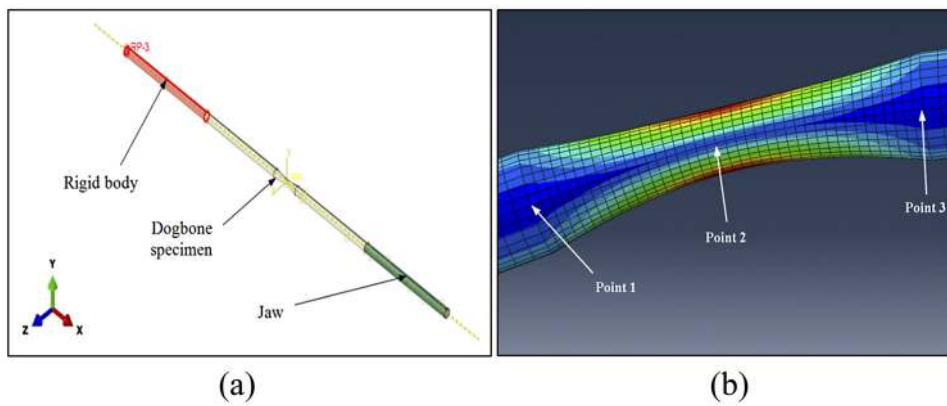 RP-3
Rigid body
Dogbone
specimen
Jaw
Y
Y
Z
X
Point 1
Point 2
Point 3
(a)
(b)